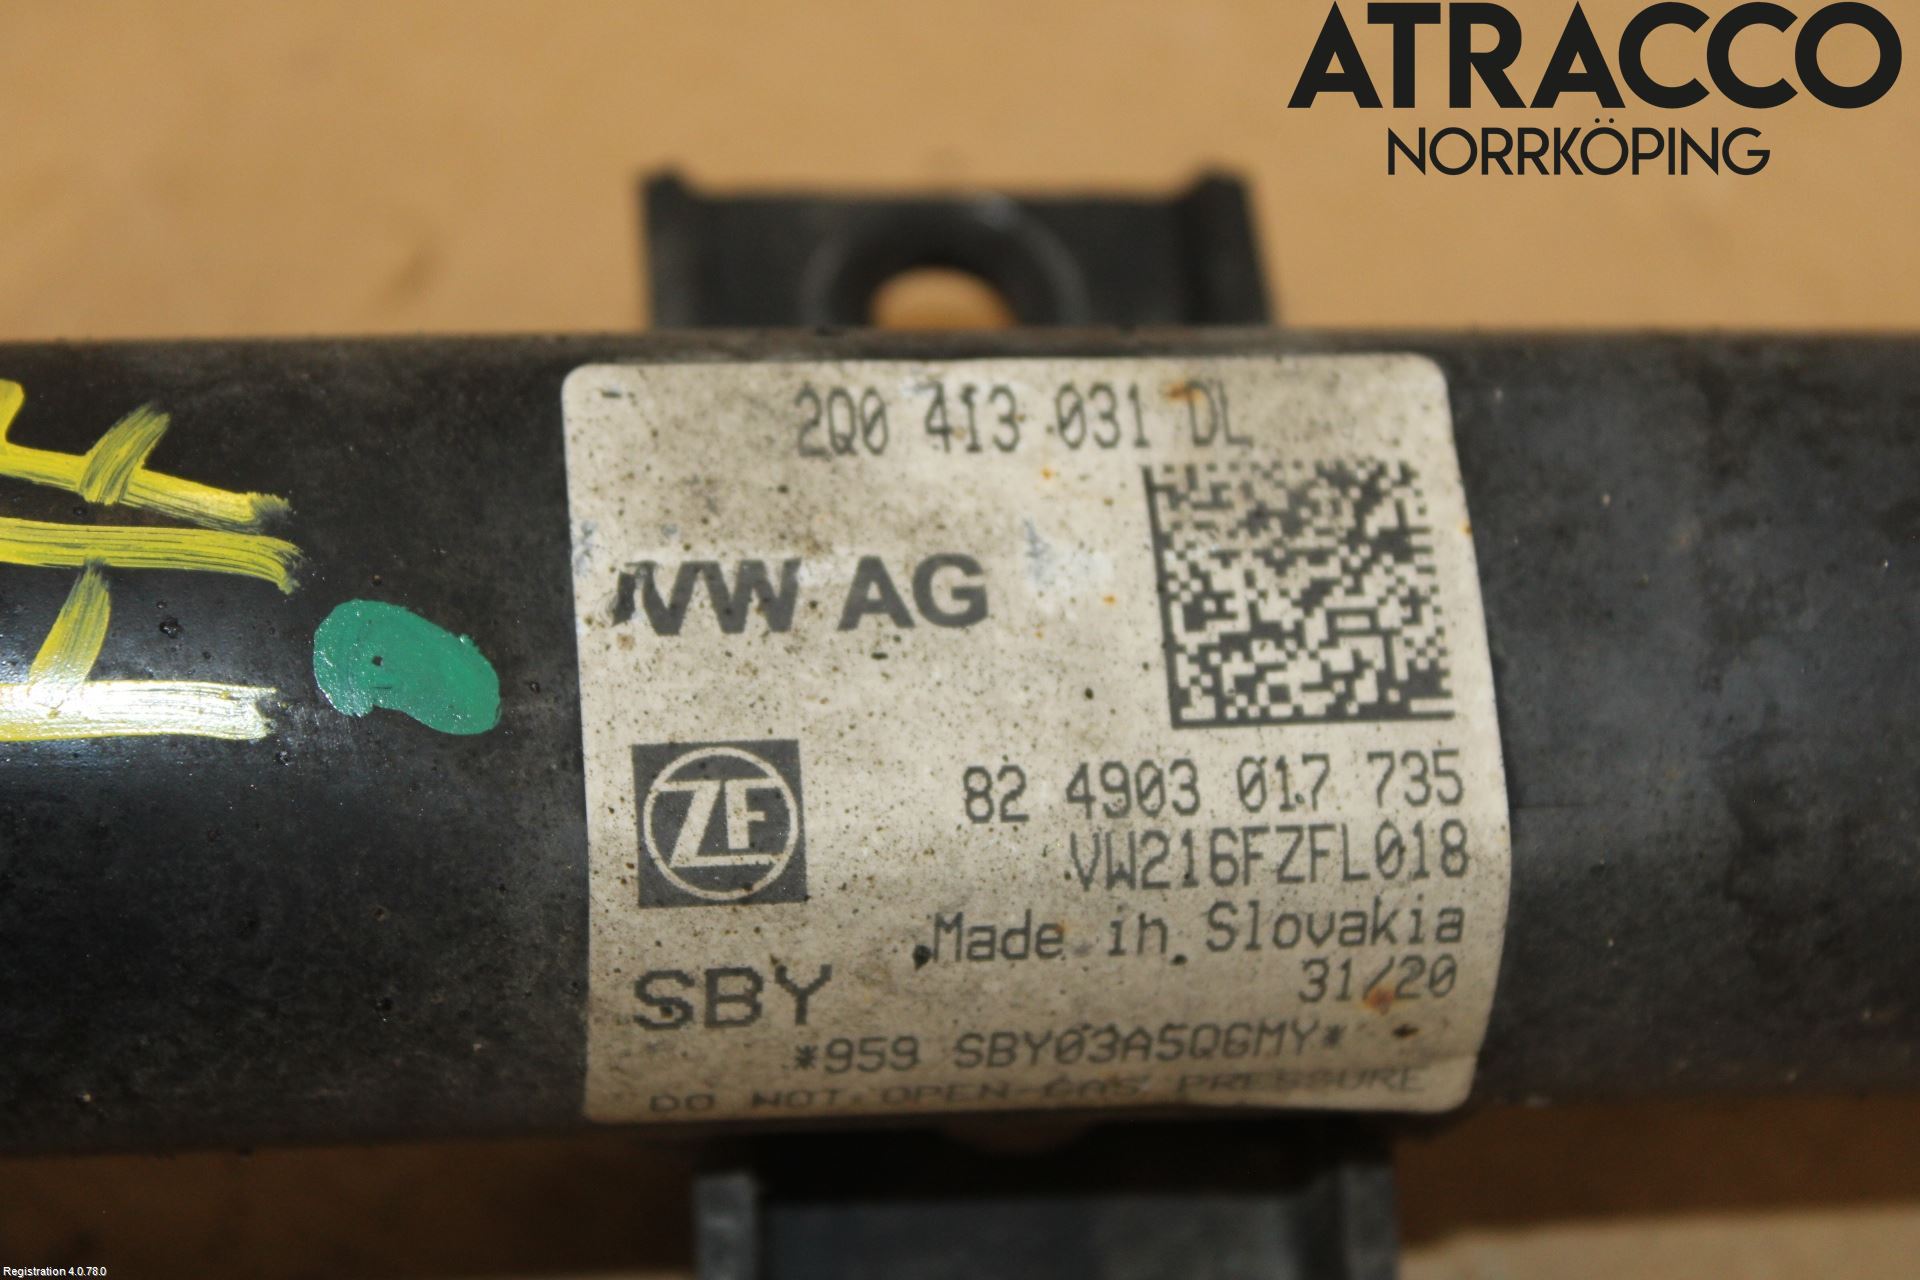 ATRACCO
NORRKÖPING
2Q0 413 031 DL
VW AG
ZF
82 4903 017 735
VW216FZFL018
Made in Slovakia
31/20
SBY
*959 SBY03A5Q6MY*
DO NOT OPEN-GAS PRESSURE
Registration 4.0.78.0